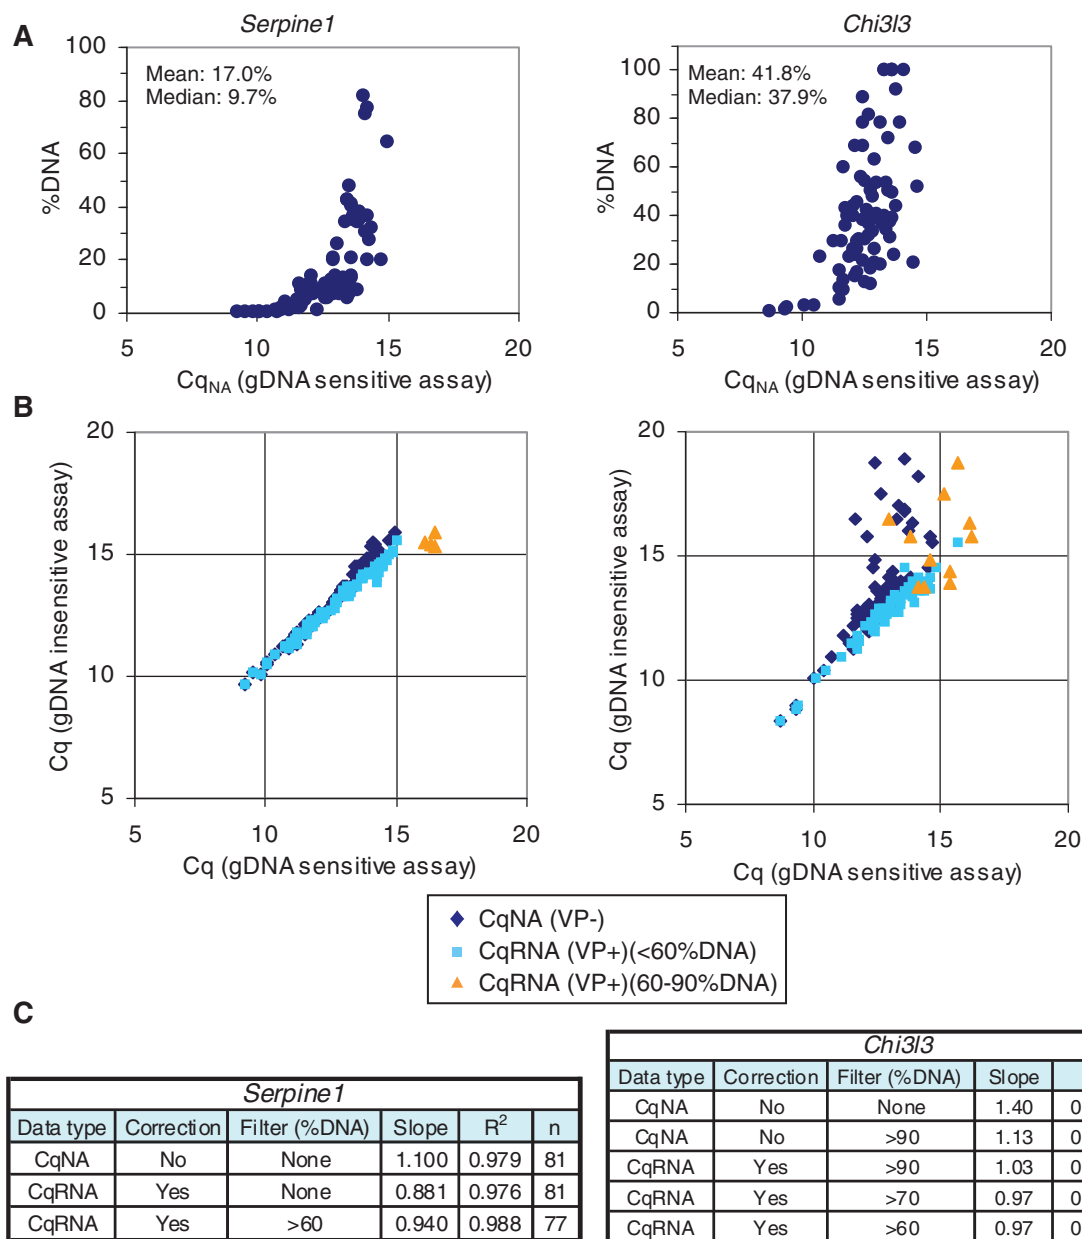 A
Serpine1
Chi3l3
Mean: 17.0%
Median: 9.7%
%DNA
100
80
60
40
20
0
5 10 15 20
CqNA (gDNA sensitive assay)
Mean: 41.8%
Median: 37.9%
%DNA
100
80
60
40
20
0
5 10 15 20
CqNA (gDNA sensitive assay)
B
Cq (gDNA insensitive assay)
20
15
10
5
5 10 15 20
Cq (gDNA sensitive assay)
Cq (gDNA insensitive assay)
20
15
10
5
5 10 15 20
Cq (gDNA sensitive assay)
CqNA (VP-)
CqRNA (VP+)(<60%DNA)
CqRNA (VP+)(60-90%DNA)
C
Serpine1
Data type Correction Filter (%DNA) Slope R2 n
CqNA No None 1.100 0.979 81
CqRNA Yes None 0.881 0.976 81
CqRNA Yes >60 0.940 0.988 77
Chi3l3
Data type Correction Filter (%DNA) Slope
CqNA No None 1.40 0
CqNA No >90 1.13 0
CqRNA Yes >90 1.03 0
CqRNA Yes >70 0.97 0
CqRNA Yes >60 0.97 0